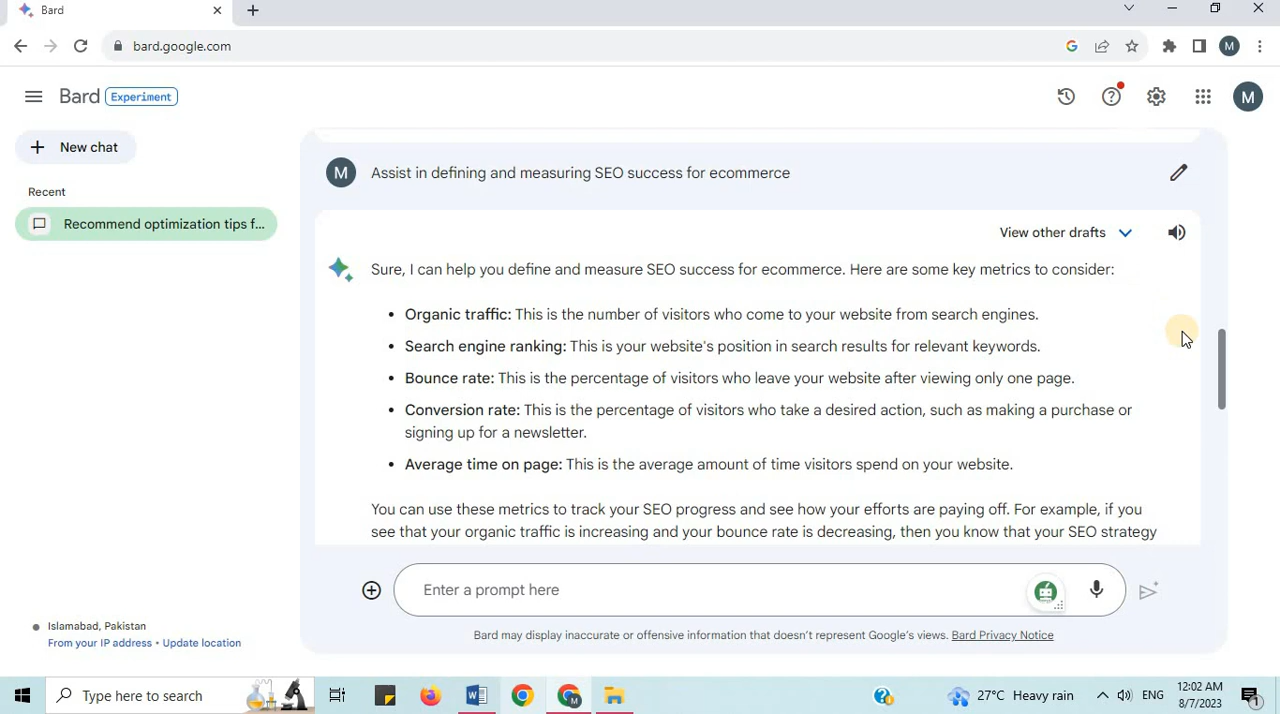 Bard
bard.google.com
M
Bard Experiment
M
New chat
Recent
Recommend optimization tips f...
M
Assist in defining and measuring SEO success for ecommerce
View other drafts
Sure, I can help you define and measure SEO success for ecommerce. Here are some key metrics to consider:
• Organic traffic: This is the number of visitors who come to your website from search engines.
• Search engine ranking: This is your website's position in search results for relevant keywords.
• Bounce rate: This is the percentage of visitors who leave your website after viewing only one page.
• Conversion rate: This is the percentage of visitors who take a desired action, such as making a purchase or
signing up for a newsletter.
• Average time on page: This is the average amount of time visitors spend on your website.
You can use these metrics to track your SEO progress and see how your efforts are paying off. For example, if you
see that your organic traffic is increasing and your bounce rate is decreasing, then you know that your SEO strategy
Enter a prompt here
Bard may display inaccurate or offensive information that doesn't represent Google's views. Bard Privacy Notice
Islamabad, Pakistan
From your IP address • Update location
Type here to search
27°C Heavy rain
ENG
12:02 AM
8/7/2023
1